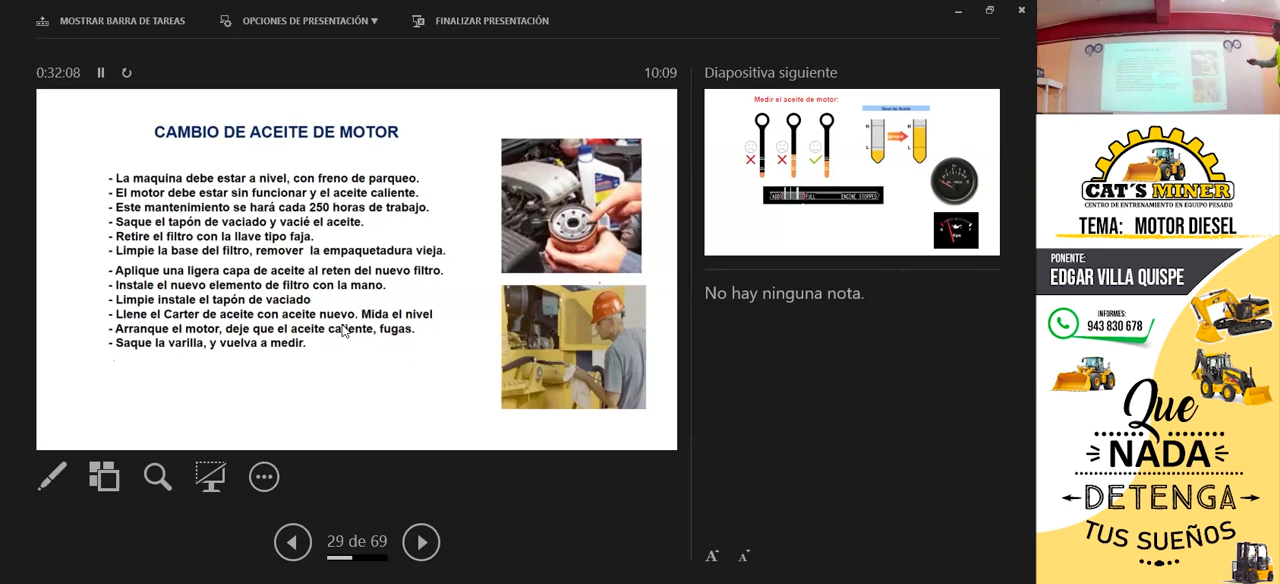 MOSTRAR BARRA DE TAREAS
OPCIONES DE PRESENTACIÓN
FINALIZAR PRESENTACIÓN
0:32:08
10:09
CAMBIO DE ACEITE DE MOTOR
- La maquina debe estar a nivel, con freno de parqueo.
- El motor debe estar sin funcionar y el aceite caliente.
- Este mantenimiento se hará cada 250 horas de trabajo.
- Saque el tapón de vaciado y vacié el aceite.
- Retire el filtro con la llave tipo faja.
- Limpie la base del filtro, remover la empaquetadura vieja.
- Aplique una ligera capa de aceite al reten del nuevo filtro.
- Instale el nuevo elemento de filtro con la mano.
- Limpie instale el tapón de vaciado
- Llene el Carter de aceite con aceite nuevo. Mida el nivel
- Arranque el motor, deje que el aceite caliente, fugas.
- Saque la varilla, y vuelva a medir.
29 de 69
Diapositiva siguiente
Medir el aceite de motor:
Nivel de Aceite
H
L
H
L
ADD
FULL
ENGINE STOPPED
No hay ninguna nota.
A A
CAT'S MINER
CENTRO DE ENTRENAMIENTO EN EQUIPO PESADO
TEMA: MOTOR DIESEL
PONENTE:
EDGAR VILLA QUISPE
INFORMES:
943 830 678
Que
NADA
DETENGA
TUS SUEÑOS